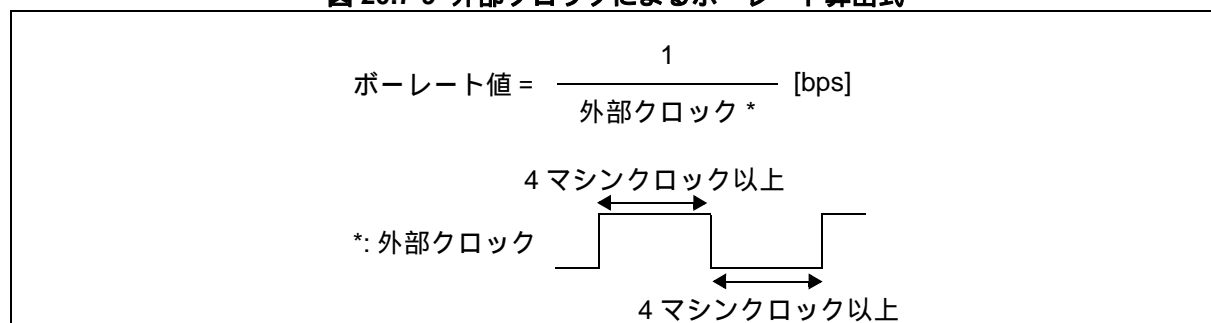 1
ボーレート値 = [bps]
外部クロック *
4 マシンクロック以上
*: 外部クロック
4 マシンクロック以上